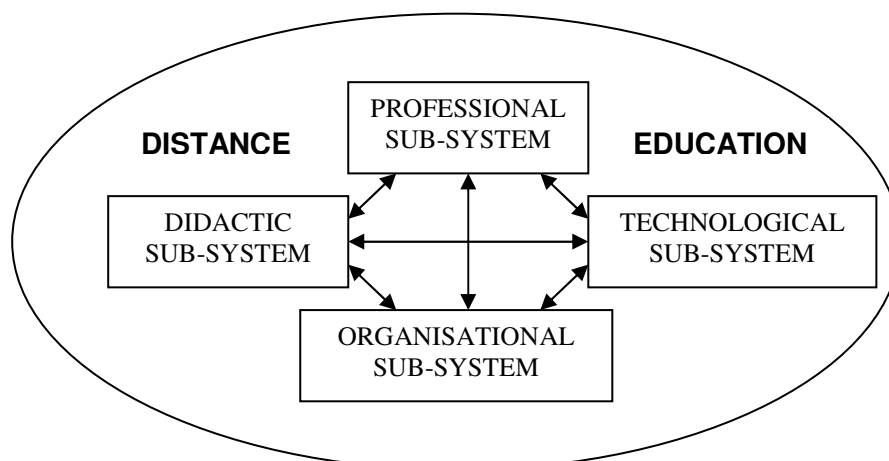 PROFESSIONAL
SUB-SYSTEM
DISTANCE
EDUCATION
DIDACTIC
SUB-SYSTEM
TECHNOLOGICAL
SUB-SYSTEM
ORGANISATIONAL
SUB-SYSTEM